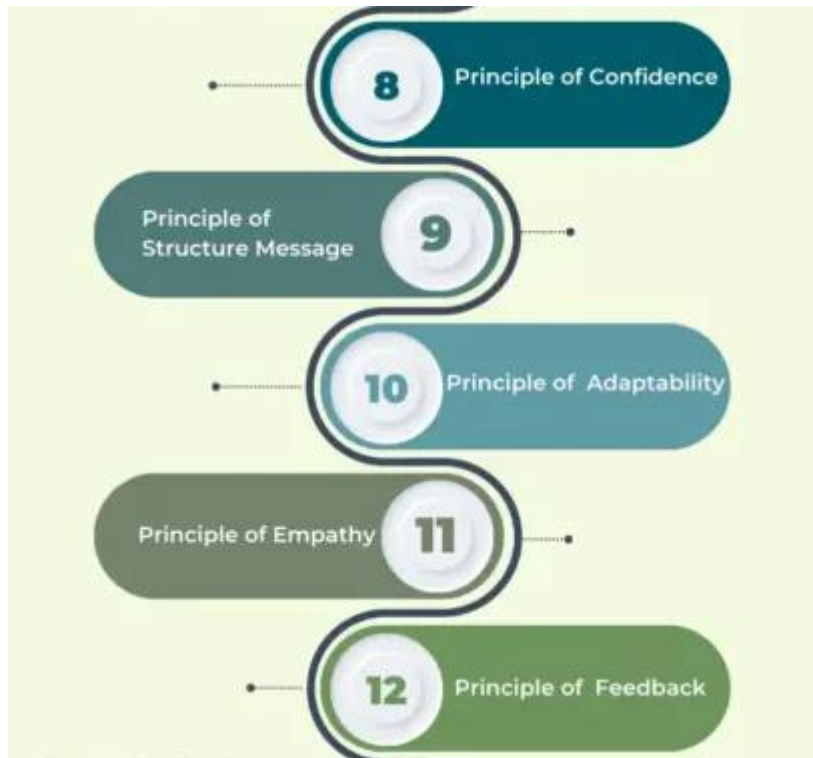 8
Principle of Confidence
9
Principle of
Structure Message
10
Principle of Adaptability
11
Principle of Empathy
12
Principle of Feedback